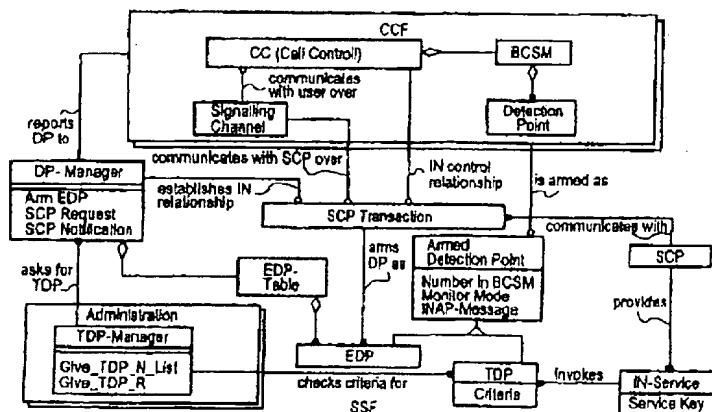 CCF
CC (Call Control)
BCSM
communicates
with user over
Signalling
Channel
Detection
Point
reports
DP to
communicates with SCP over
DP-Manager
Arm EDP
SCP Request
SCP Notification
establishes IN
relationship
IN control
relationship
is armed as
SCP Transaction
communicates
with
SCP
arms
DP as
Armed
Detection Point
Number In BCSM
Monitor Mode
INAP-Message
asks for
TDP
EDP-
Table
provides
Administration
TDP-Manager
Give_TDP_N_List
Give_TDP_R
EDP
checks criteria for
SSF
TDP
Criteria
Invokes
IN-Service
Service Key